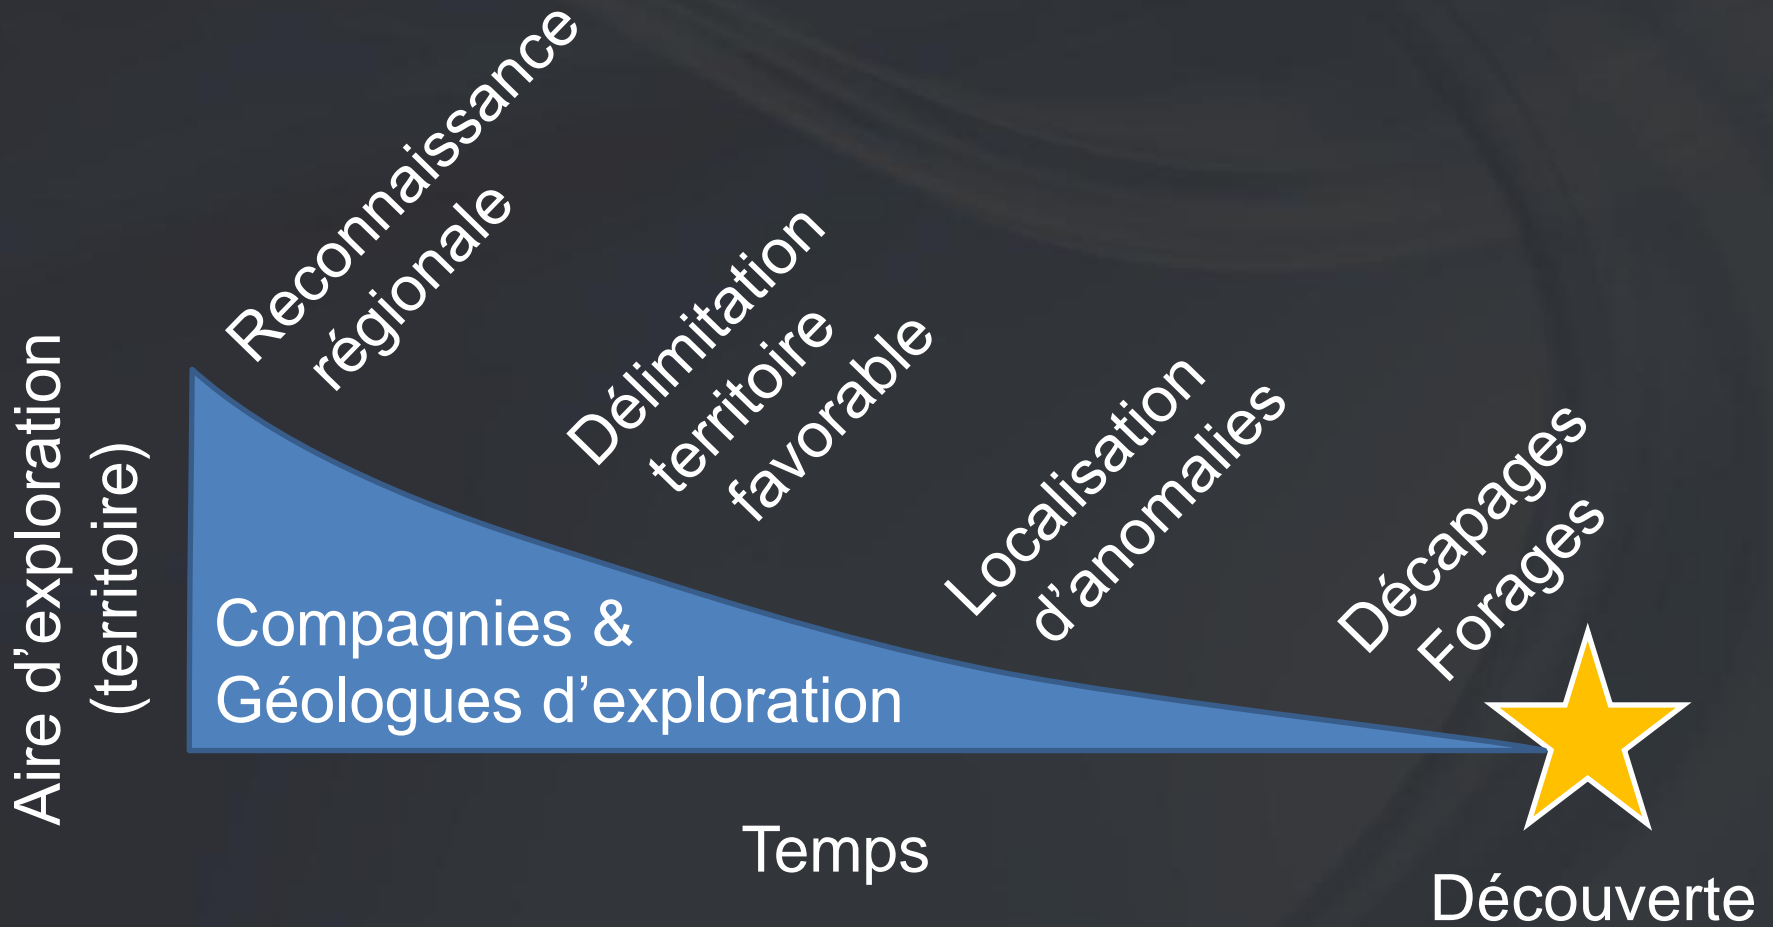 Reconnaissance
régionale
Délimitation
territoire
favorable
Localisation
d’anomalies
Décapages
Forages
Aire d’exploration
(territoire)
Compagnies &
Géologues d’exploration
Temps
Découverte